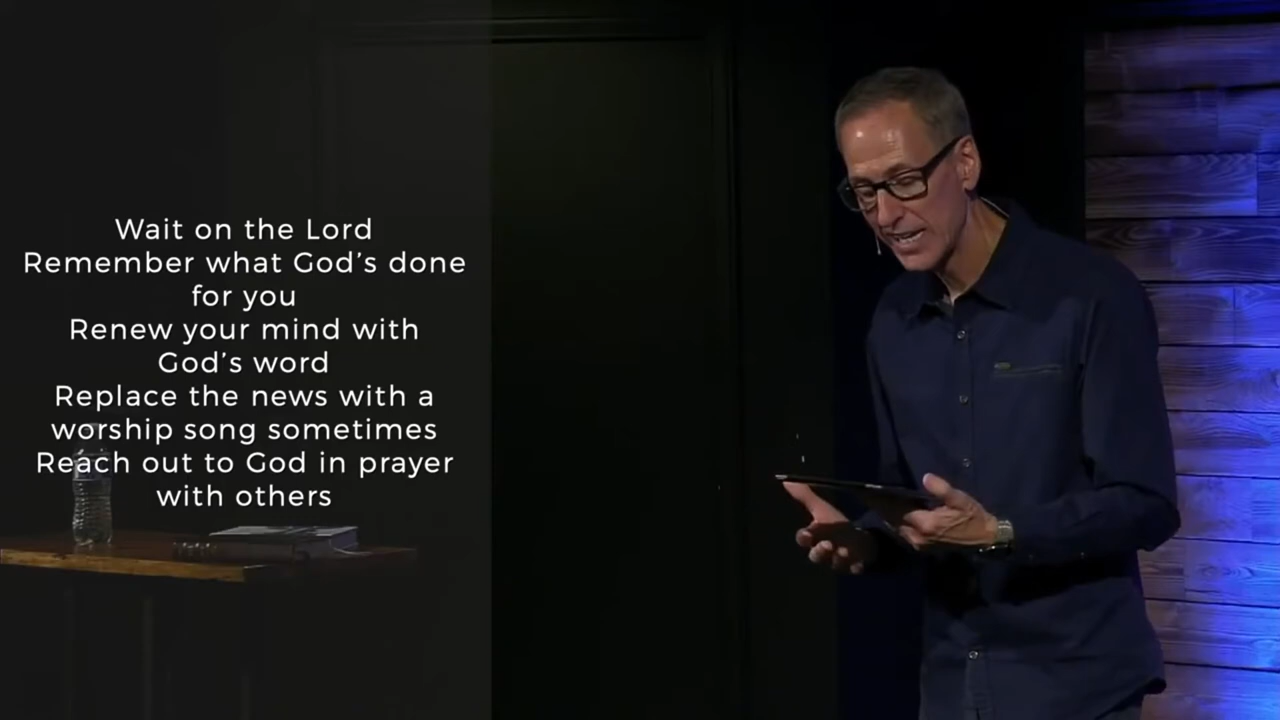 Wait on the Lord
Remember what God's done
for you
Renew your mind with
God's word
Replace the news with a
worship song sometimes
Reach out to God in prayer
with others